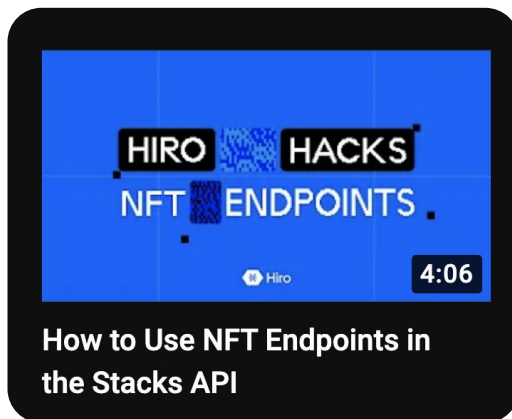 HIRO HACKS
NFT ENDPOINTS
Hiro
4:06
How to Use NFT Endpoints in
the Stacks API